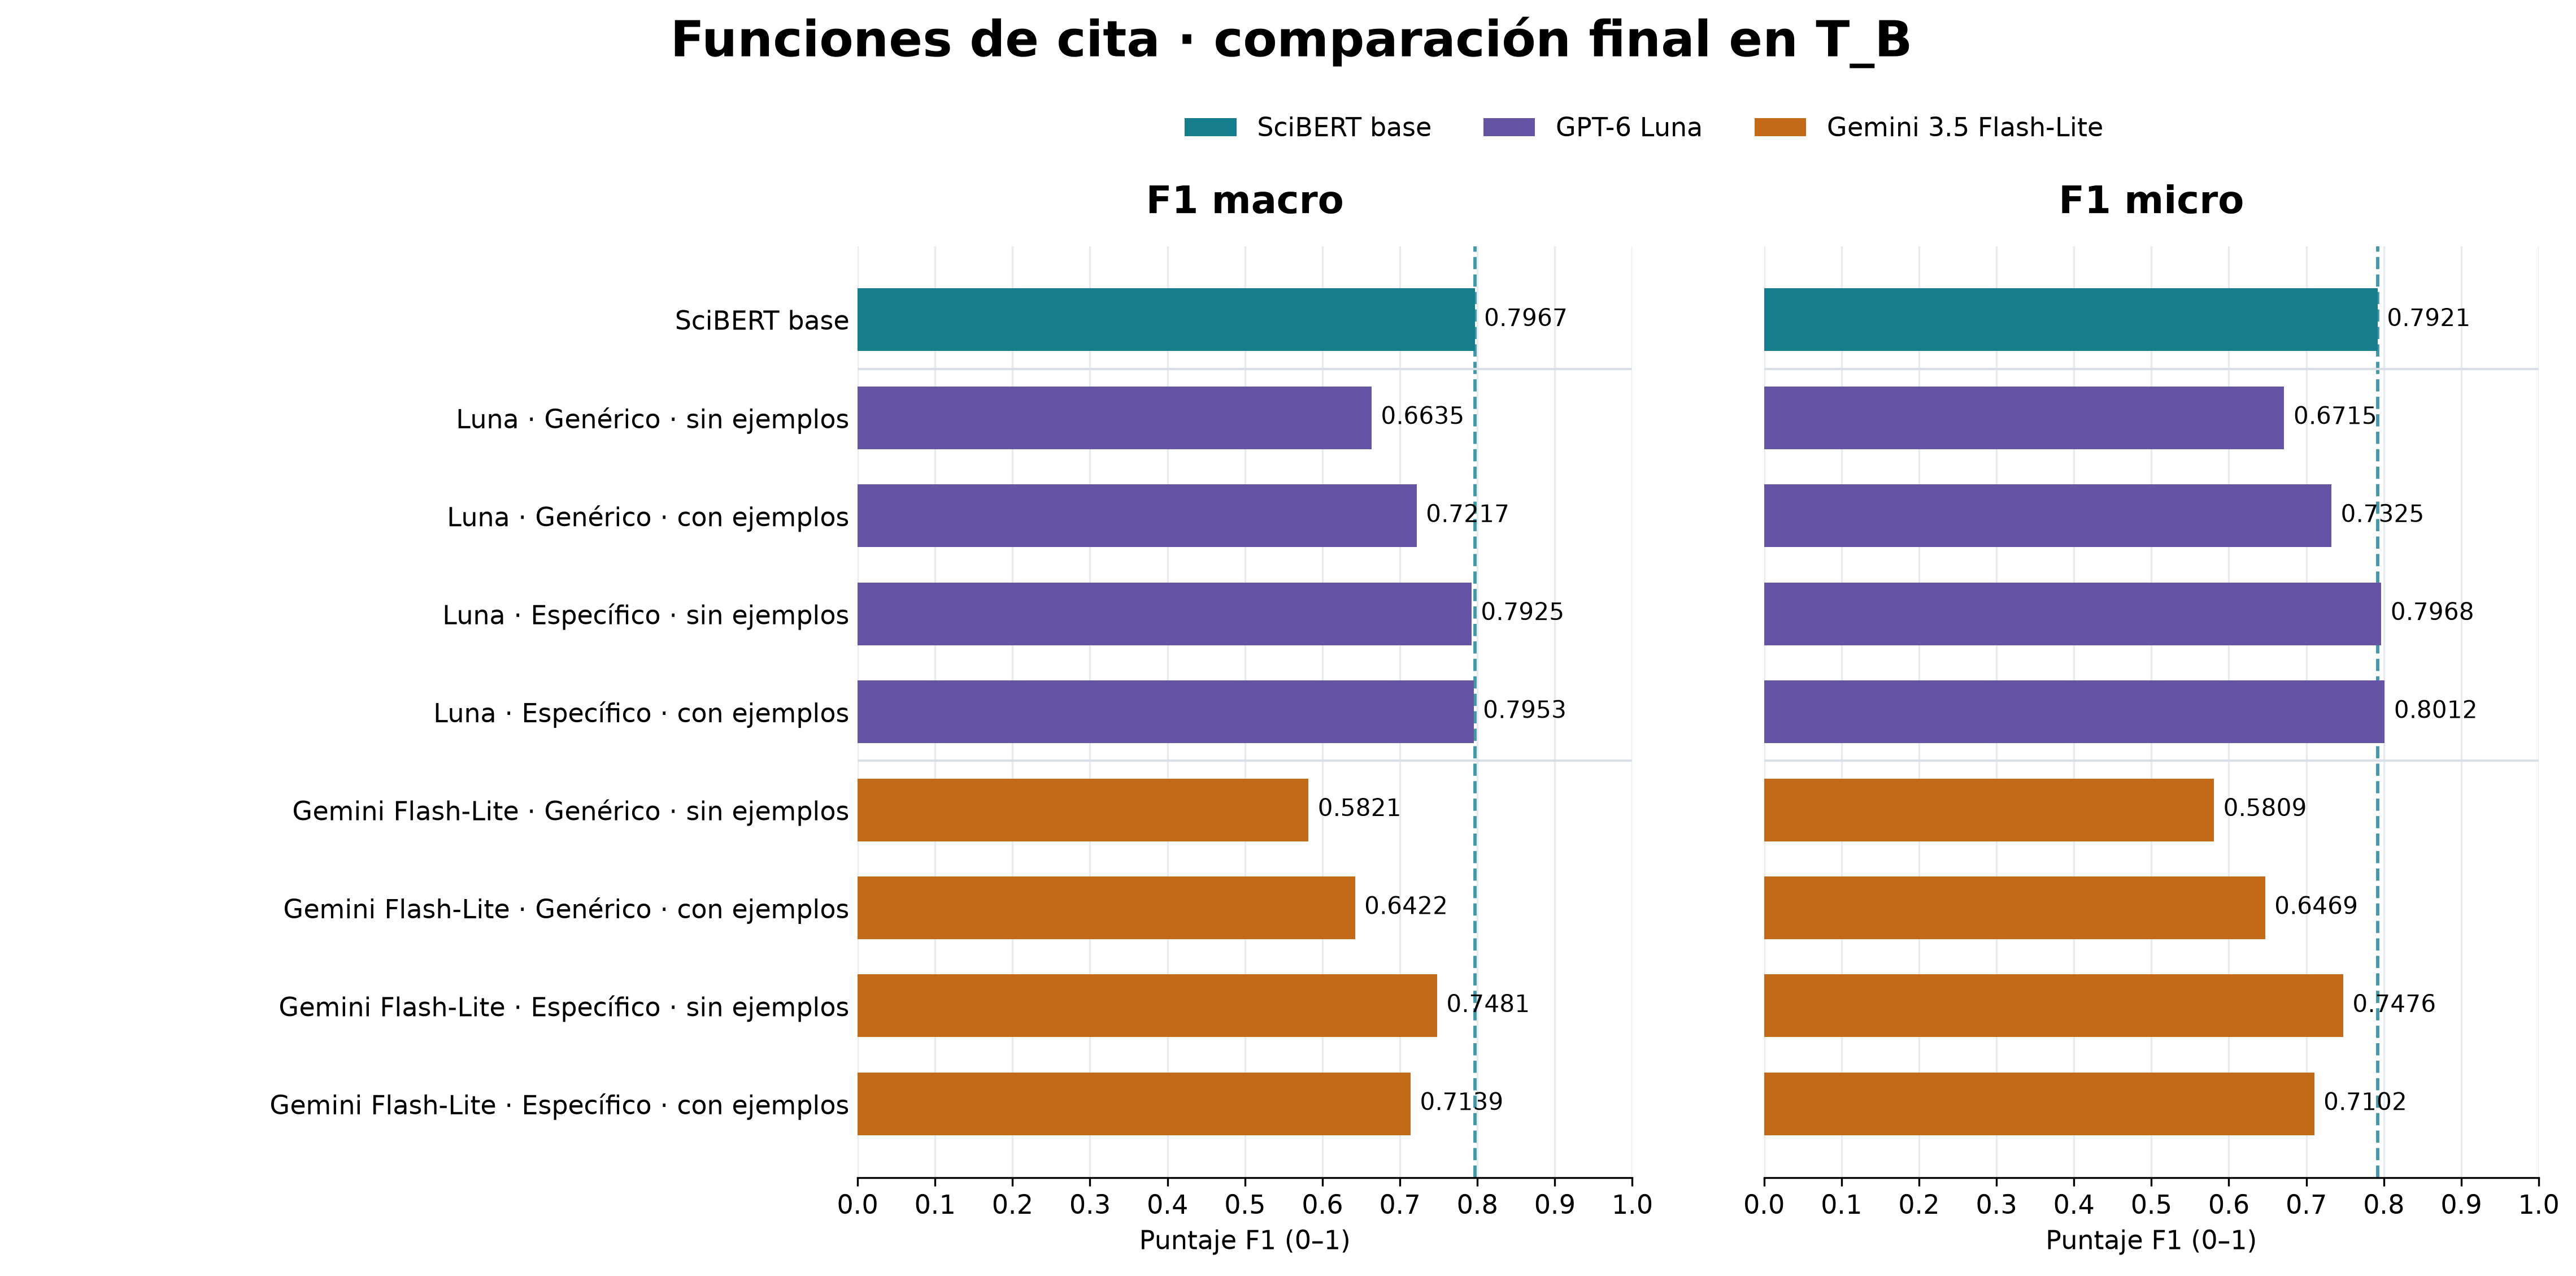 Funciones de cita · comparación final en T_B
SciBERT base
GPT-6 Luna
Gemini 3.5 Flash-Lite
F1 macro
F1 micro
SciBERT base
0.7967
0.7921
Luna · Genérico · sin ejemplos
0.6635
0.6715
Luna · Genérico · con ejemplos
0.7217
0.7325
Luna · Específico · sin ejemplos
0.7925
0.7968
Luna · Específico · con ejemplos
0.7953
0.8012
Gemini Flash-Lite · Genérico · sin ejemplos
0.5821
0.5809
Gemini Flash-Lite · Genérico · con ejemplos
0.6422
0.6469
Gemini Flash-Lite · Específico · sin ejemplos
0.7481
0.7476
Gemini Flash-Lite · Específico · con ejemplos
0.7139
0.7102
0.0 0.1 0.2 0.3 0.4 0.5 0.6 0.7 0.8 0.9 1.0
0.0 0.1 0.2 0.3 0.4 0.5 0.6 0.7 0.8 0.9 1.0
Puntaje F1 (0–1)
Puntaje F1 (0–1)